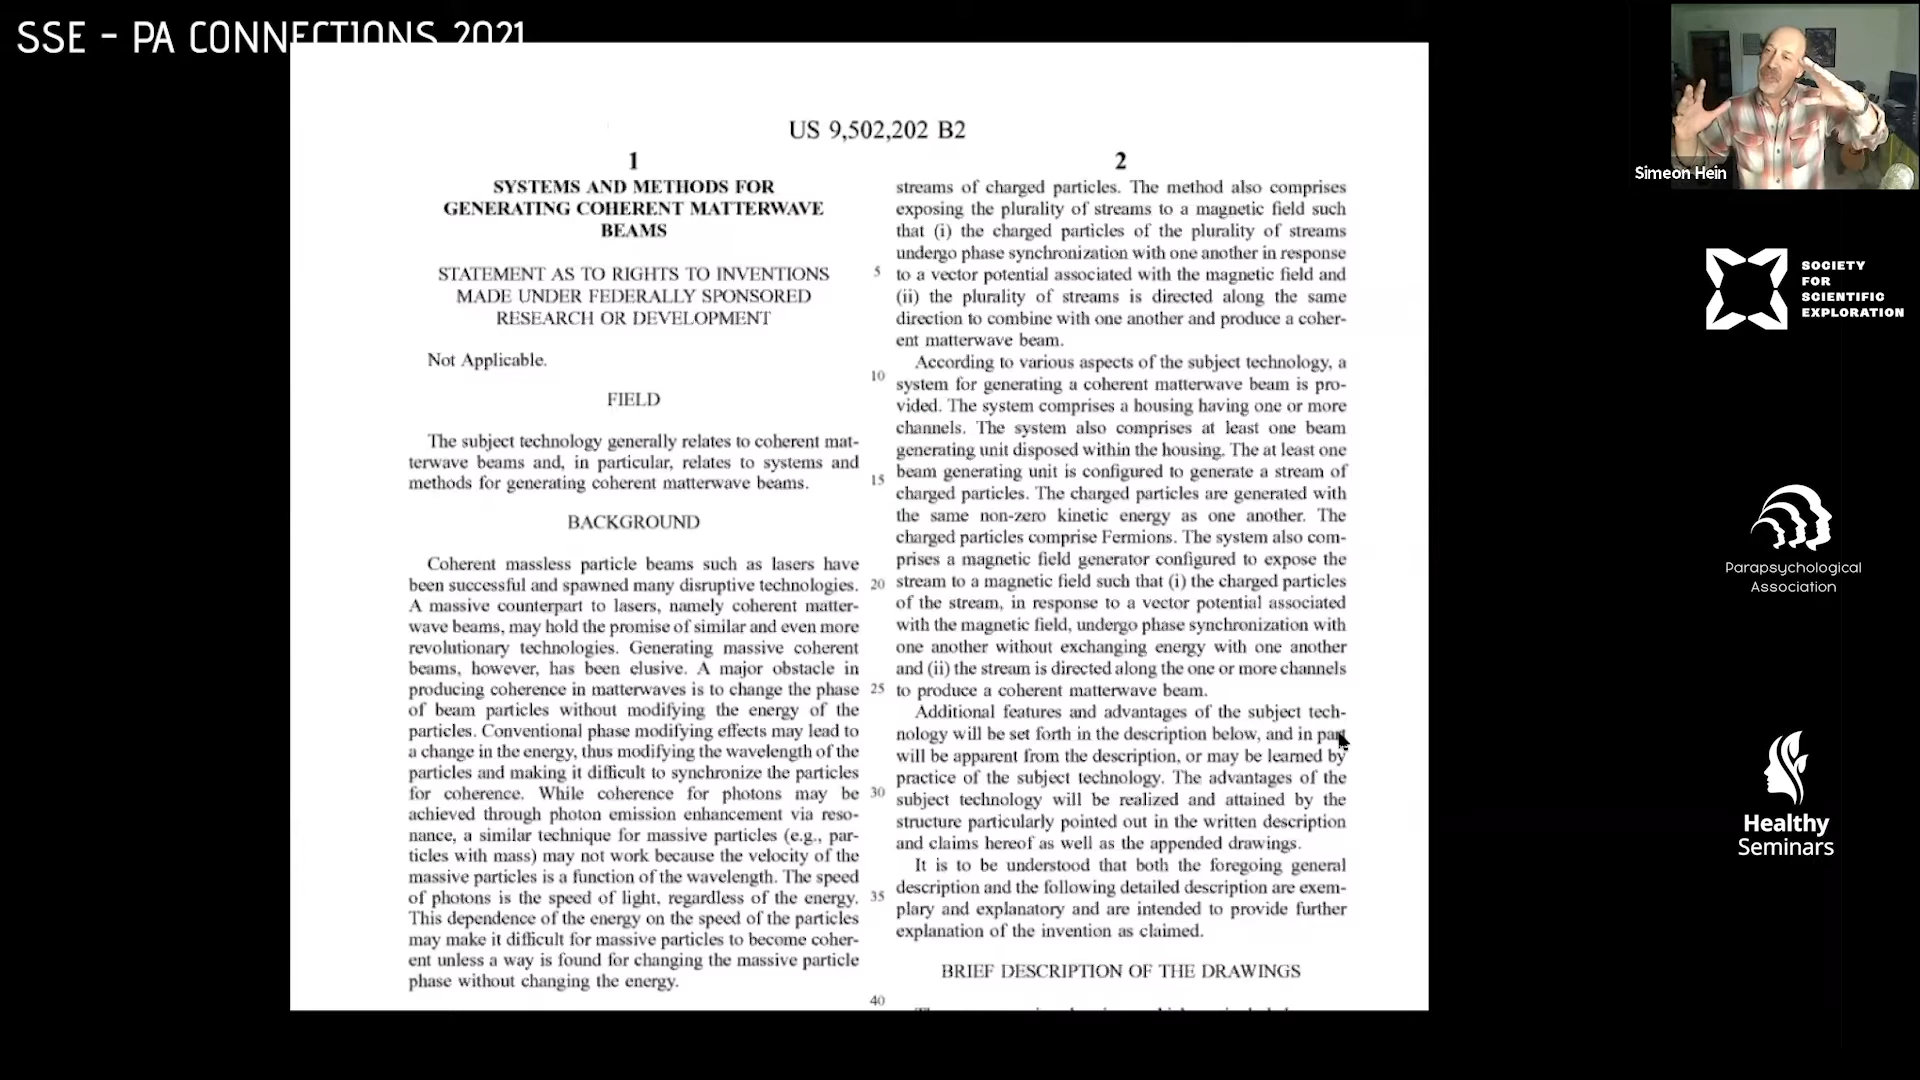 SSE - PA CONNECTIONS 2021
US 9,502,202 B2
1
SYSTEMS AND METHODS FOR
GENERATING COHERENT MATTERWAVE
BEAMS
STATEMENT AS TO RIGHTS TO INVENTIONS
MADE UNDER FEDERALLY SPONSORED
RESEARCH OR DEVELOPMENT
Not Applicable.
FIELD
The subject technology generally relates to coherent mat-
terwave beams and, in particular, relates to systems and
methods for generating coherent matterwave beams.
BACKGROUND
Coherent massless particle beams such as lasers have
been successful and spawned many disruptive technologies.
A massive counterpart to lasers, namely coherent matter-
wave beams, may hold the promise of similar and even more
revolutionary technologies. Generating massive coherent
beams, however, has been elusive. A major obstacle in
producing coherence in matterwaves is to change the phase
of beam particles without modifying the energy of the
particles. Conventional phase modifying effects may lead to
a change in the energy, thus modifying the wavelength of the
particles and making it difficult to synchronize the particles
for coherence. While coherence for photons may be
achieved through photon emission enhancement via reso-
nance, a similar technique for massive particles (e.g., par-
ticles with mass) may not work because the velocity of the
massive particles is a function of the wavelength. The speed
of photons is the speed of light, regardless of the energy.
This dependence of the energy on the speed of the particles
may make it difficult for massive particles to become coher-
ent unless a way is found for changing the massive particle
phase without changing the energy.
5
10
15
20
25
30
35
40
2
streams of charged particles. The method also comprises
exposing the plurality of streams to a magnetic field such
that (i) the charged particles of the plurality of streams
undergo phase synchronization with one another in response
to a vector potential associated with the magnetic field and
(ii) the plurality of streams is directed along the same
direction to combine with one another and produce a coher-
ent matterwave beam.
According to various aspects of the subject technology, a
system for generating a coherent matterwave beam is pro-
vided. The system comprises a housing having one or more
channels. The system also comprises at least one beam
generating unit disposed within the housing. The at least one
beam generating unit is configured to generate a stream of
charged particles. The charged particles are generated with
the same non-zero kinetic energy as one another. The
charged particles comprise Fermions. The system also com-
prises a magnetic field generator configured to expose the
stream to a magnetic field such that (i) the charged particles
of the stream, in response to a vector potential associated
with the magnetic field, undergo phase synchronization with
one another without exchanging energy with one another
and (ii) the stream is directed along the one or more channels
to produce a coherent matterwave beam.
Additional features and advantages of the subject tech-
nology will be set forth in the description below, and in part
will be apparent from the description, or may be learned by
practice of the subject technology. The advantages of the
subject technology will be realized and attained by the
structure particularly pointed out in the written description
and claims hereof as well as the appended drawings.
It is to be understood that both the foregoing general
description and the following detailed description are exem-
plary and explanatory and are intended to provide further
explanation of the invention as claimed.
BRIEF DESCRIPTION OF THE DRAWINGS
Simeon Hein
SOCIETY
FOR
SCIENTIFIC
EXPLORATION
Parapsychological
Association
Healthy
Seminars